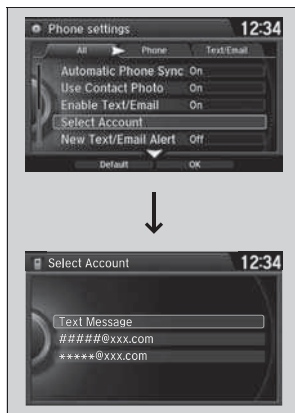 Phone settings 12:34
All Phone Text/Email
Automatic Phone Sync On
Use Contact Photo On
Enable Text/Email On
Select Account
New Text/Email Alert Off
Default OK
Select Account 12:34
Text Message
#####@xxx.com
*****@xxx.com